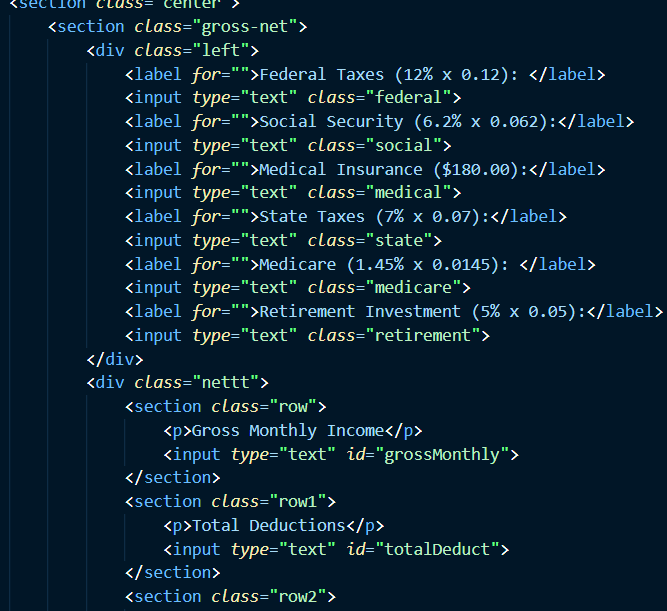 <section class="center">
<section class="gross-net">
<div class="left">
<label for="">Federal Taxes (12% x 0.12): </label>
<input type="text" class="federal">
<label for="">Social Security (6.2% x 0.062):</label>
<input type="text" class="social">
<label for="">Medical Insurance ($180.00):</label>
<input type="text" class="medical">
<label for="">State Taxes (7% x 0.07):</label>
<input type="text" class="state">
<label for="">Medicare (1.45% x 0.0145): </label>
<input type="text" class="medicare">
<label for="">Retirement Investment (5% x 0.05):</label>
<input type="text" class="retirement">
</div>
<div class="nettt">
<section class="row">
<p>Gross Monthly Income</p>
<input type="text" id="grossMonthly">
</section>
<section class="row1">
<p>Total Deductions</p>
<input type="text" id="totalDeduct">
</section>
<section class="row2">